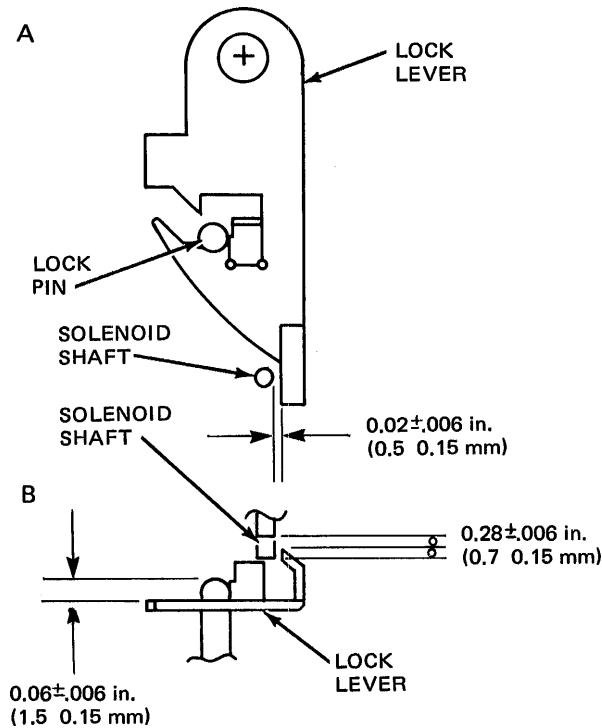 A
LOCK
LEVER
LOCK
PIN
SOLENOID
SHAFT
SOLENOID
SHAFT
0.02±.006 in.
(0.5 0.15 mm)
B
0.28±.006 in.
(0.7 0.15 mm)
LOCK
LEVER
0.06±.006 in.
(1.5 0.15 mm)